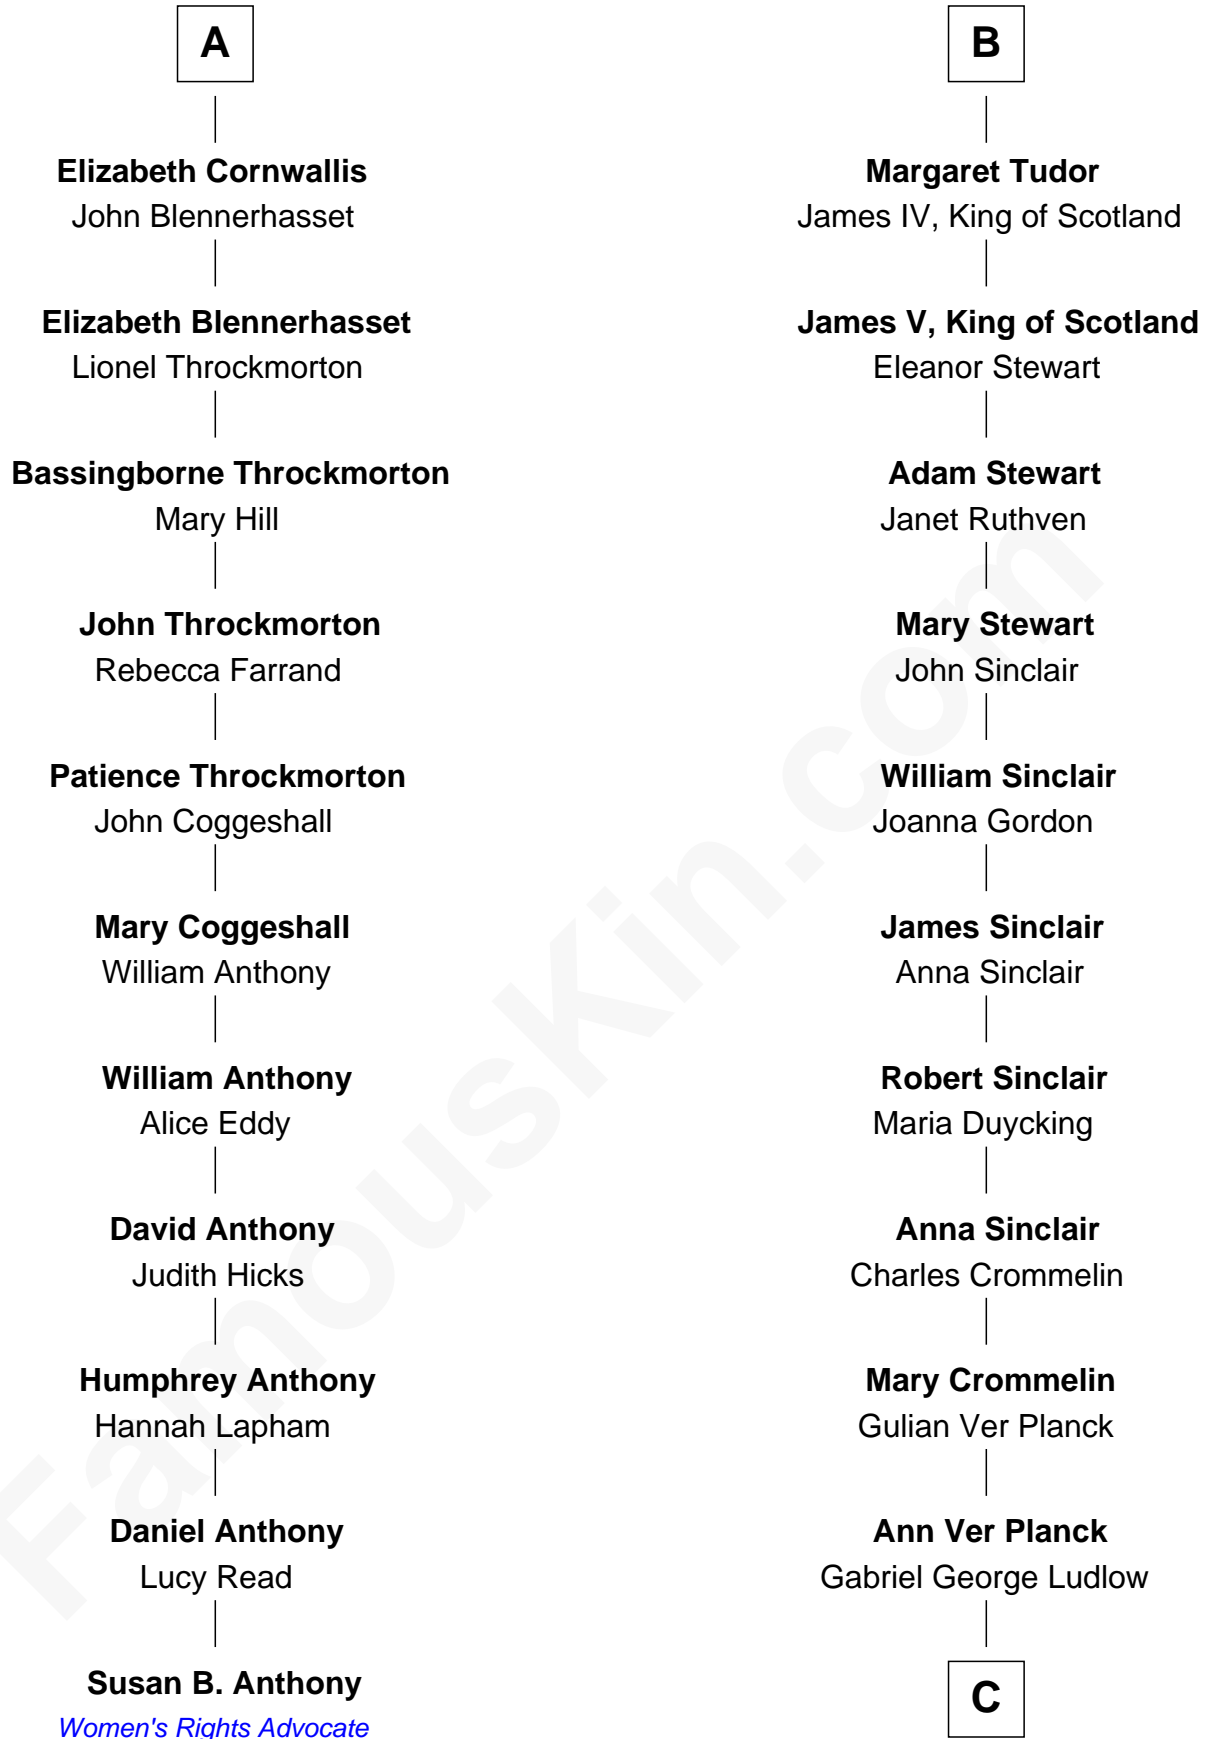 A
Elizabeth Cornwallis
John Blennerhasset
Elizabeth Blennerhasset
Lionel Throckmorton
Bassingborne Throckmorton
Mary Hill
John Throckmorton
Rebecca Farrand
Patience Throckmorton
John Coggeshall
Mary Coggeshall
William Anthony
William Anthony
Alice Eddy
David Anthony
Judith Hicks
Humphrey Anthony
Hannah Lapham
Daniel Anthony
Lucy Read
Susan B. Anthony
Women's Rights Advocate
B
Margaret Tudor
James IV, King of Scotland
James V, King of Scotland
Eleanor Stewart
Adam Stewart
Janet Ruthven
Mary Stewart
John Sinclair
William Sinclair
Joanna Gordon
James Sinclair
Anna Sinclair
Robert Sinclair
Maria Duycking
Anna Sinclair
Charles Crommelin
Mary Crommelin
Gulian Ver Planck
Ann Ver Planck
Gabriel George Ludlow
C
FamousKin.com